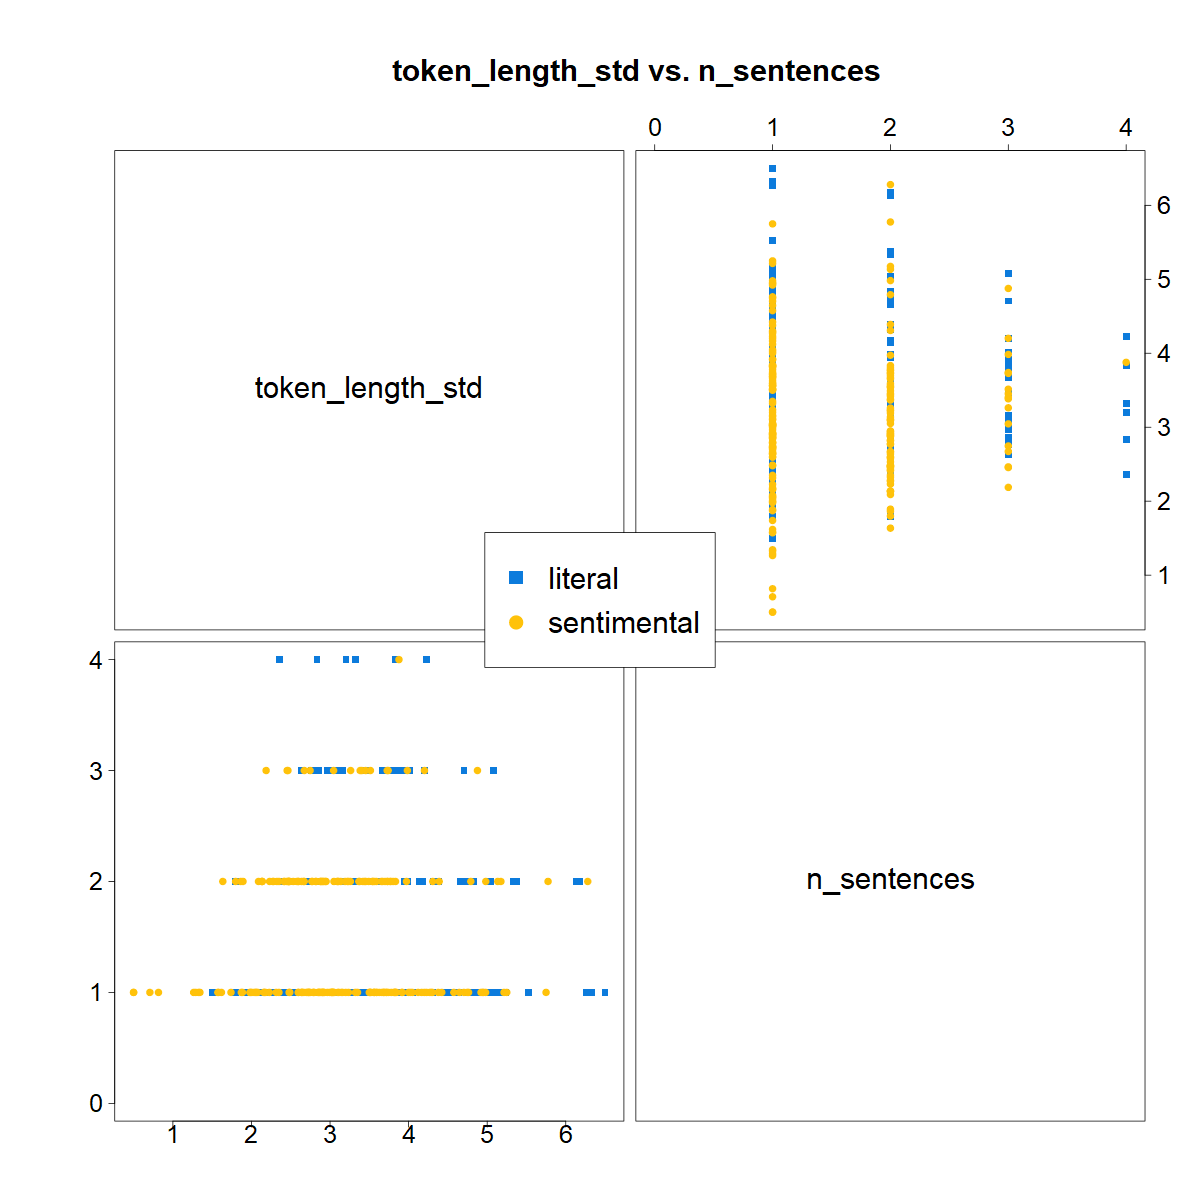 token_length_std vs. n_sentences
0 1 2 3 4
6
5
token_length_std
4
3
2
1
literal
sentimental
4
3
2
n_sentences
1
0
1 2 3 4 5 6